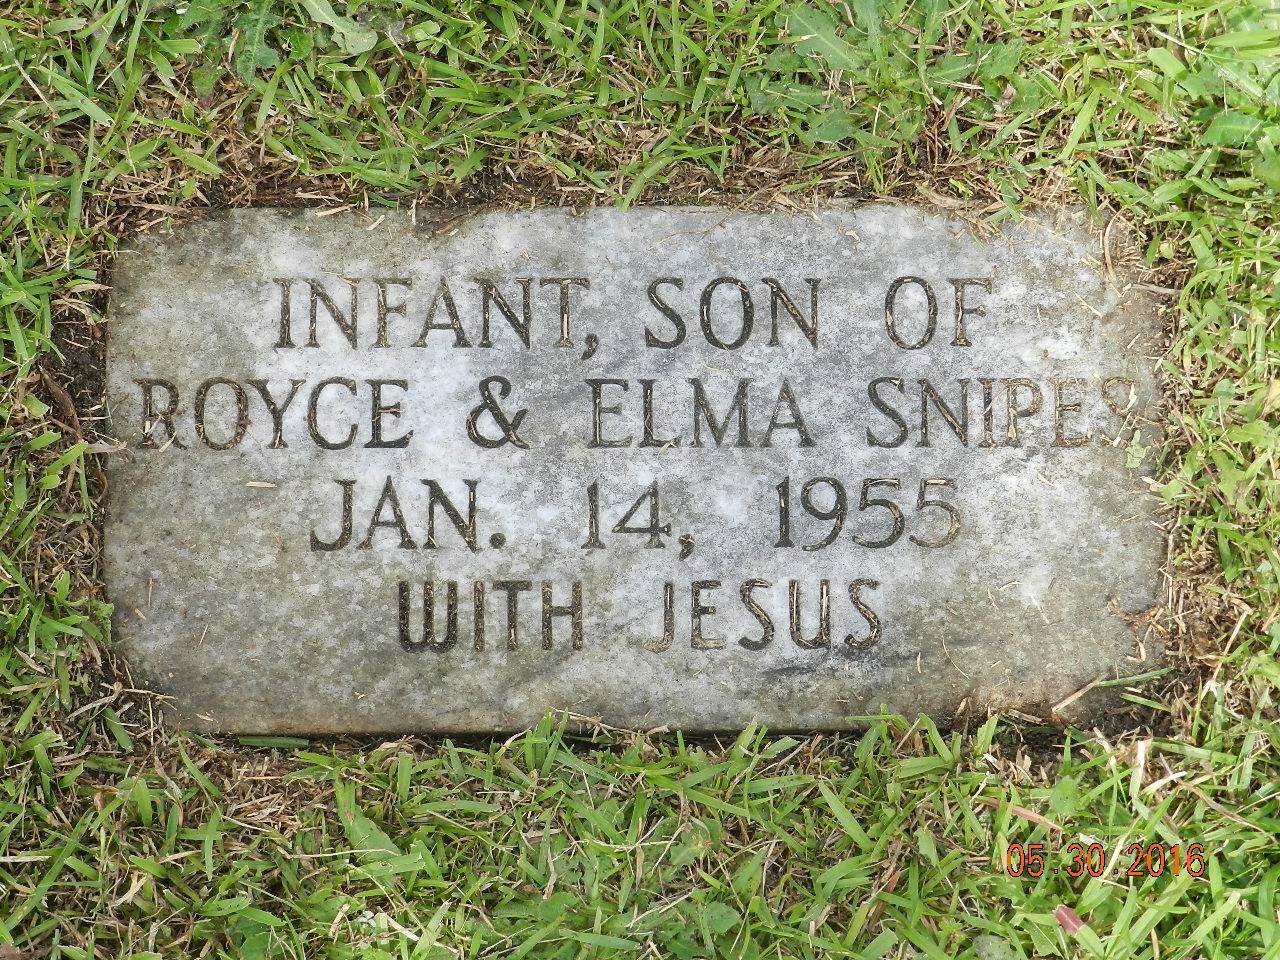 INFANT, SON OF
ROYCE & ELMA SNIPES
JAN. 14, 1955
WITH JESUS
05.30.2016